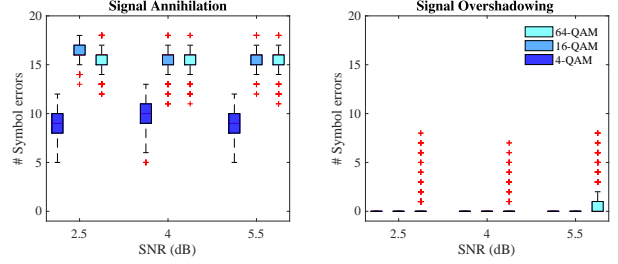 Signal Annihilation
20
15
10
5
0
# Symbol errors
2.5
4
5.5
SNR (dB)
Signal Overshadowing
64-QAM
16-QAM
4-QAM
20
15
10
5
0
# Symbol errors
2.5
4
5.5
SNR (dB)